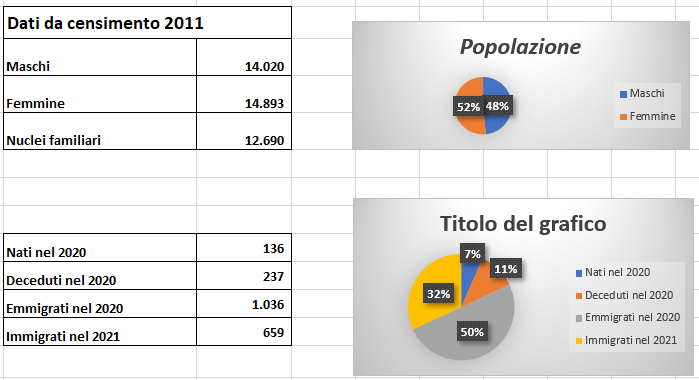 Dati da censimento 2011
Maschi 14.020
Femmine 14.893
Nuclei familiari 12.690
Popolazione
52% 48%
Maschi
Femmine
Nati nel 2020 136
Deceduti nel 2020 237
Emmigrati nel 2020 1.036
Immigrati nel 2021 659
Titolo del grafico
7%
11%
32%
50%
Nati nel 2020
Deceduti nel 2020
Emmigrati nel 2020
Immigrati nel 2021